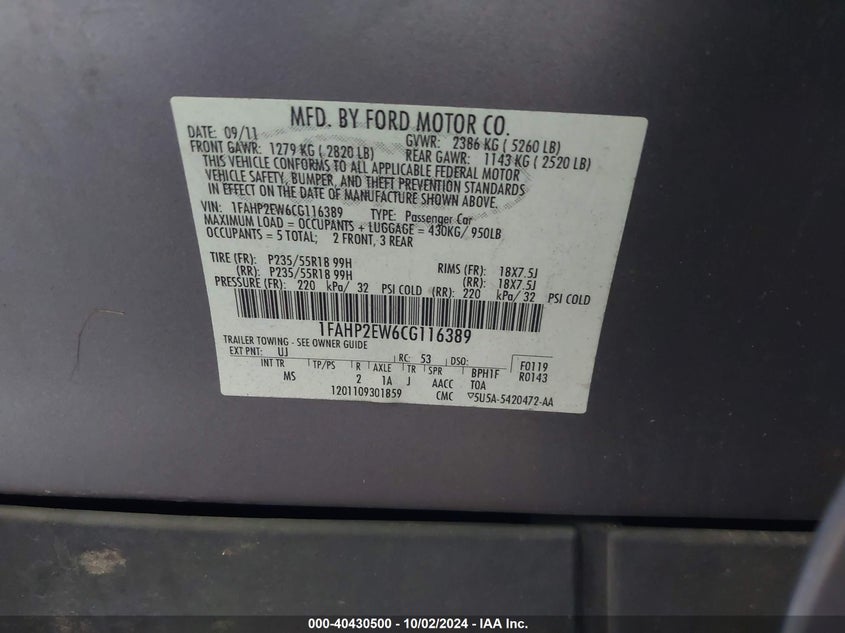 MFD. BY FORD MOTOR CO.
DATE: 09/11 GVWR: 2386 KG ( 5260 LB)
FRONT GAWR: 1279 KG ( 2820 LB) REAR GAWR: 1143 KG ( 2520 LB)
THIS VEHICLE CONFORMS TO ALL APPLICABLE FEDERAL MOTOR
VEHICLE SAFETY, BUMPER, AND THEFT PREVENTION STANDARDS
IN EFFECT ON THE DATE OF MANUFACTURE SHOWN ABOVE.
VIN: 1FAHP2EW6CG116389 TYPE: Passenger Car
MAXIMUM LOAD = OCCUPANTS + LUGGAGE = 430KG/ 950LB
OCCUPANTS = 5 TOTAL; 2 FRONT, 3 REAR
TIRE (FR): P235/55R18 99H RIMS (FR): 18X7.5J
(RR): P235/55R18 99H (RR): 18X7.5J
PRESSURE (FR): 220 kPa/ 32 PSI COLD (RR): 220 kPa/ 32 PSI COLD
1FAHP2EW6CG116389
TRAILER TOWING - SEE OWNER GUIDE
EXT PNT: UJ RC: 53 DSO: F0119
INT TR TP/PS R AXLE TR SPR BPH1F R0143
MS 2 1A J AACC TOA
1201109301859 CMC ▽5U5A-5420472-AA
000-40430500 - 10/02/2024 - IAA Inc.